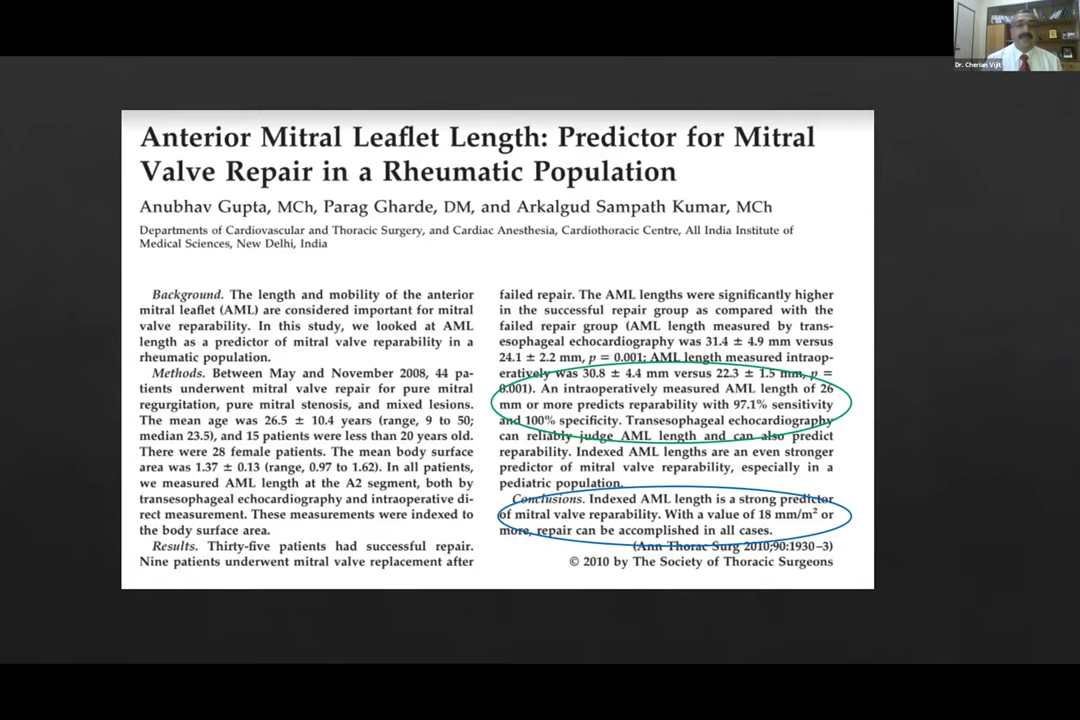 Dr. Cherian Vijit
Anterior Mitral Leaflet Length: Predictor for Mitral
Valve Repair in a Rheumatic Population
Anubhav Gupta, MCh, Parag Gharde, DM, and Arkalgud Sampath Kumar, MCh
Departments of Cardiovascular and Thoracic Surgery, and Cardiac Anesthesia, Cardiothoracic Centre, All India Institute of
Medical Sciences, New Delhi, India
Background. The length and mobility of the anterior
mitral leaflet (AML) are considered important for mitral
valve reparability. In this study, we looked at AML
length as a predictor of mitral valve reparability in a
rheumatic population.
Methods. Between May and November 2008, 44 pa-
tients underwent mitral valve repair for pure mitral
regurgitation, pure mitral stenosis, and mixed lesions.
The mean age was 26.5 ± 10.4 years (range, 9 to 50;
median 23.5), and 15 patients were less than 20 years old.
There were 28 female patients. The mean body surface
area was 1.37 ± 0.13 (range, 0.97 to 1.62). In all patients,
we measured AML length at the A2 segment, both by
transesophageal echocardiography and intraoperative di-
rect measurement. These measurements were indexed to
the body surface area.
Results. Thirty-five patients had successful repair.
Nine patients underwent mitral valve replacement after
failed repair. The AML lengths were significantly higher
in the successful repair group as compared with the
failed repair group (AML length measured by trans-
esophageal echocardiography was 31.4 ± 4.9 mm versus
24.1 ± 2.2 mm, p = 0.001; AML length measured intraop-
eratively was 30.8 ± 4.4 mm versus 22.3 ± 1.5 mm, p =
0.001). An intraoperatively measured AML length of 26
mm or more predicts reparability with 97.1% sensitivity
and 100% specificity. Transesophageal echocardiography
can reliably judge AML length and can also predict
reparability. Indexed AML lengths are an even stronger
predictor of mitral valve reparability, especially in a
pediatric population.
Conclusions. Indexed AML length is a strong predictor
of mitral valve reparability. With a value of 18 mm/m² or
more, repair can be accomplished in all cases.
(Ann Thorac Surg 2010;90:1930–3)
© 2010 by The Society of Thoracic Surgeons